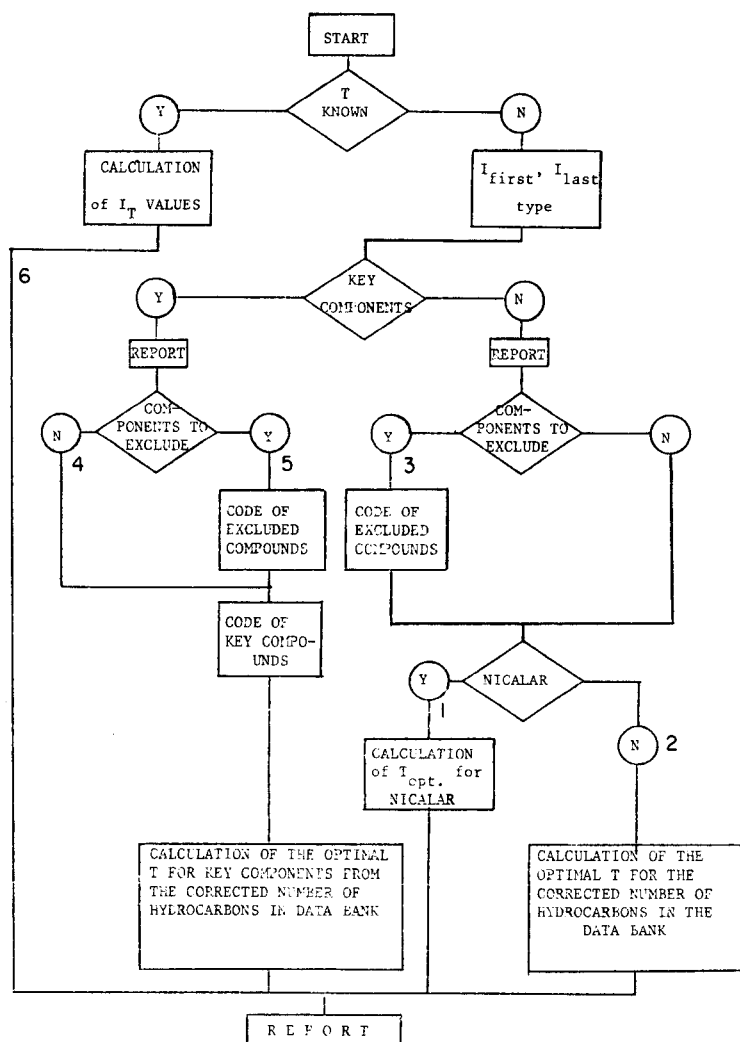 START
T
KNOWN
Y
N
CALCULATION
of I_T VALUES
I_first, I_last
type
6
KEY
COMPONENTS
Y
N
REPORT
REPORT
COM-
PONENTS TO
EXCLUDE
N
4
Y
5
COM-
PONENTS TO
EXCLUDE
Y
3
N
CODE OF
EXCLUDED
COMPOUNDS
CODE OF
EXCLUDED
COMPOUNDS
CODE OF
KEY COMPO-
UNDS
NICALAR
Y
1
N
2
CALCULATION
of T_opt. for
NICALAR
CALCULATION OF THE OPTIMAL
T FOR KEY COMPONENTS FROM
THE CORRECTED NUMBER OF
HYDROCARBONS IN DATA BANK
CALCULATION OF THE
OPTIMAL T FOR THE
CORRECTED NUMBER OF
HYDROCARBONS IN THE
DATA BANK
REPORT